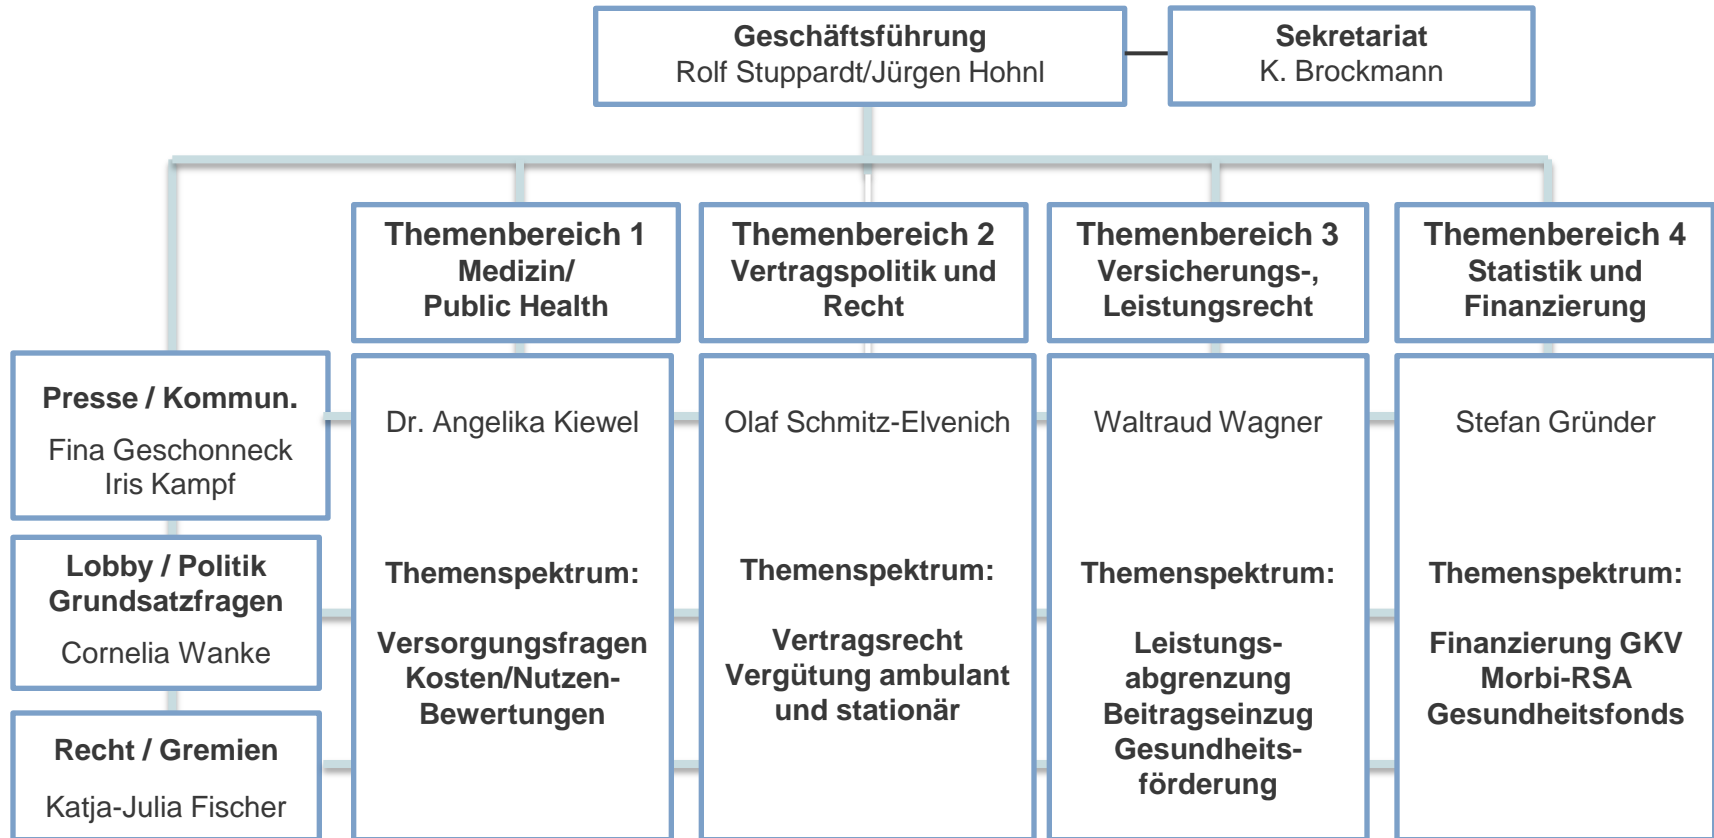 Geschäftsführung
Rolf Stuppardt/Jürgen Hohnl
Sekretariat
K. Brockmann
Themenbereich 1
Medizin/
Public Health
Themenbereich 2
Vertragspolitik und
Recht
Themenbereich 3
Versicherungs-,
Leistungsrecht
Themenbereich 4
Statistik und
Finanzierung
Presse / Kommun.
Fina Geschonneck
Iris Kampf
Lobby / Politik
Grundsatzfragen
Cornelia Wanke
Recht / Gremien
Katja-Julia Fischer
Dr. Angelika Kiewel
Themenspektrum:
Versorgungsfragen
Kosten/Nutzen-
Bewertungen
Olaf Schmitz-Elvenich
Themenspektrum:
Vertragsrecht
Vergütung ambulant
und stationär
Waltraud Wagner
Themenspektrum:
Leistungs-
abgrenzung
Beitragseinzug
Gesundheits-
förderung
Stefan Gründer
Themenspektrum:
Finanzierung GKV
Morbi-RSA
Gesundheitsfonds